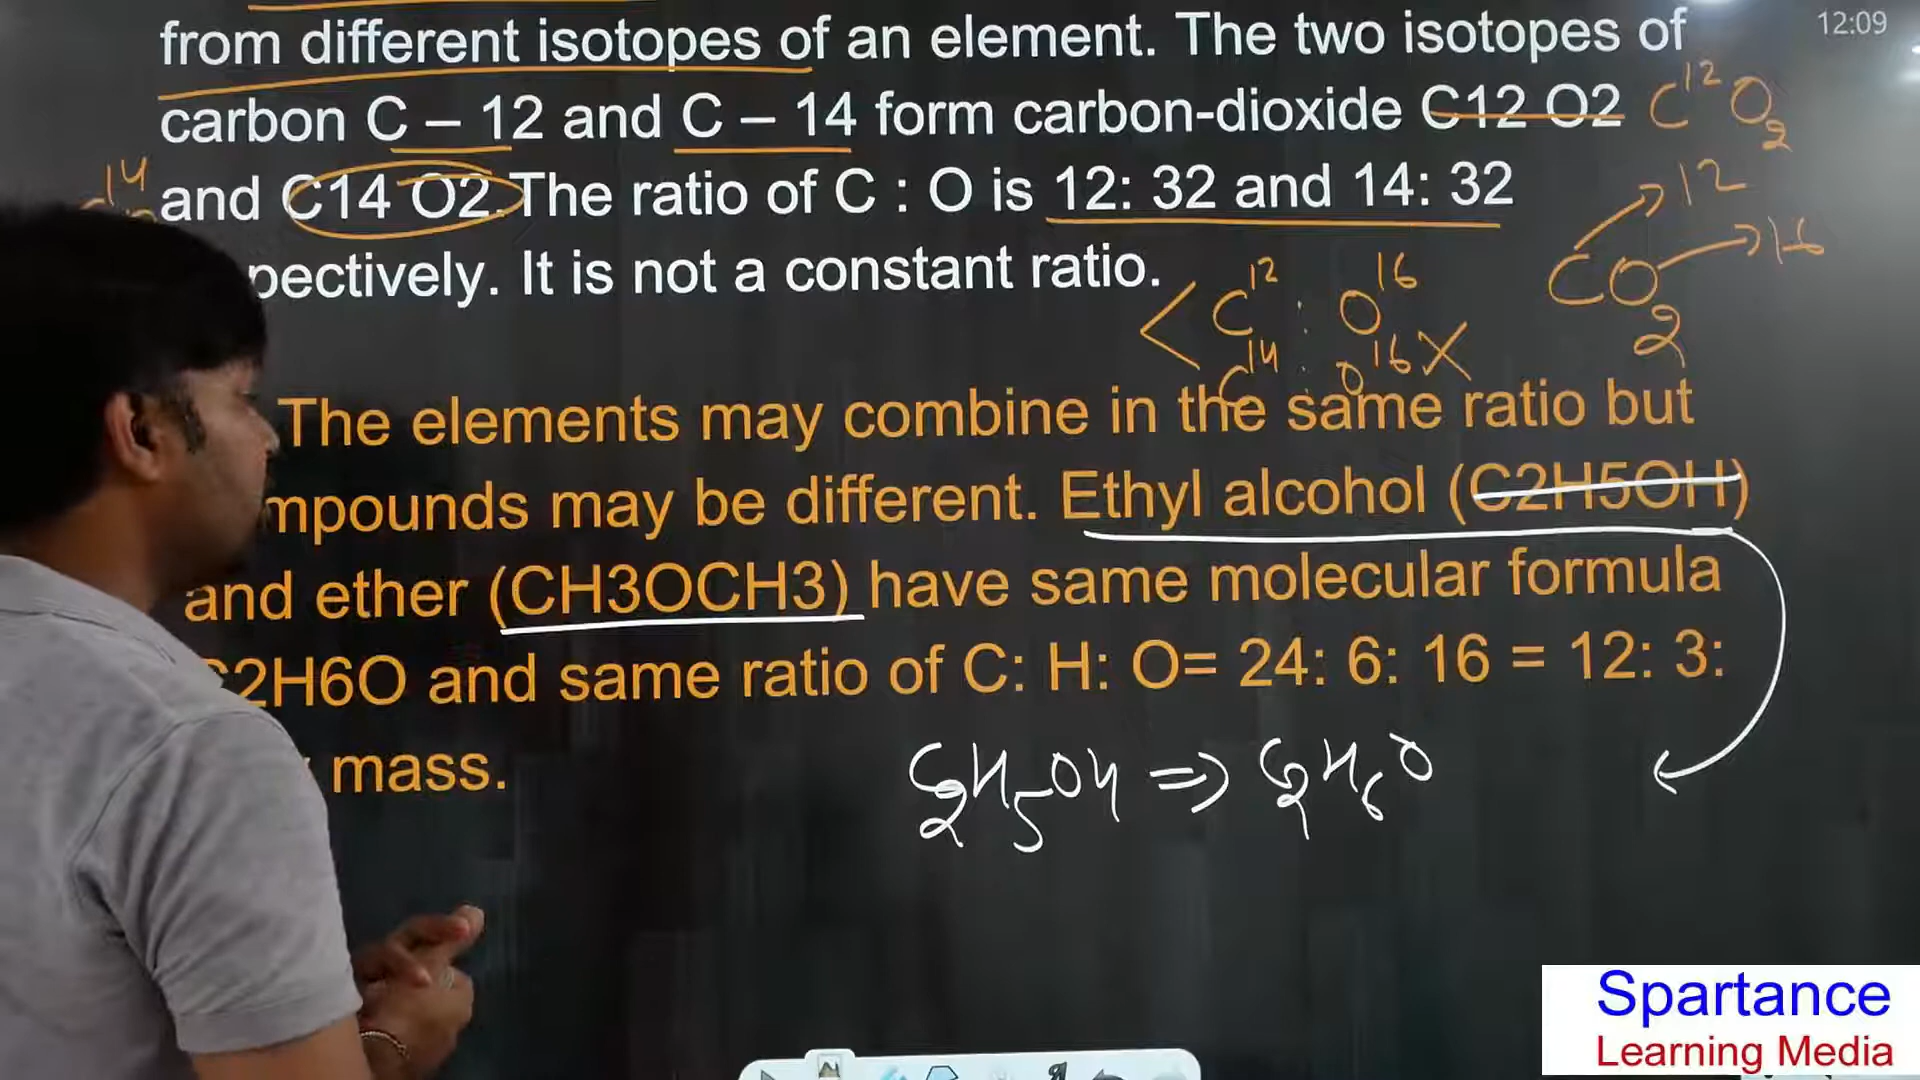 from different isotopes of an element. The two isotopes of
12:09
carbon C – 12 and C – 14 form carbon-dioxide C12 O2
C12O2
14
and C14 O2.The ratio of C : O is 12: 32 and 14: 32
12
CO2
16
pectively. It is not a constant ratio.
C12 : O16
C14 : O16 X
The elements may combine in the same ratio but
mpounds may be different. Ethyl alcohol (C2H5OH)
and ether (CH3OCH3) have same molecular formula
C2H6O and same ratio of C: H: O= 24: 6: 16 = 12: 3:
mass.
C2H5OH => C2H6O
Spartance
Learning Media